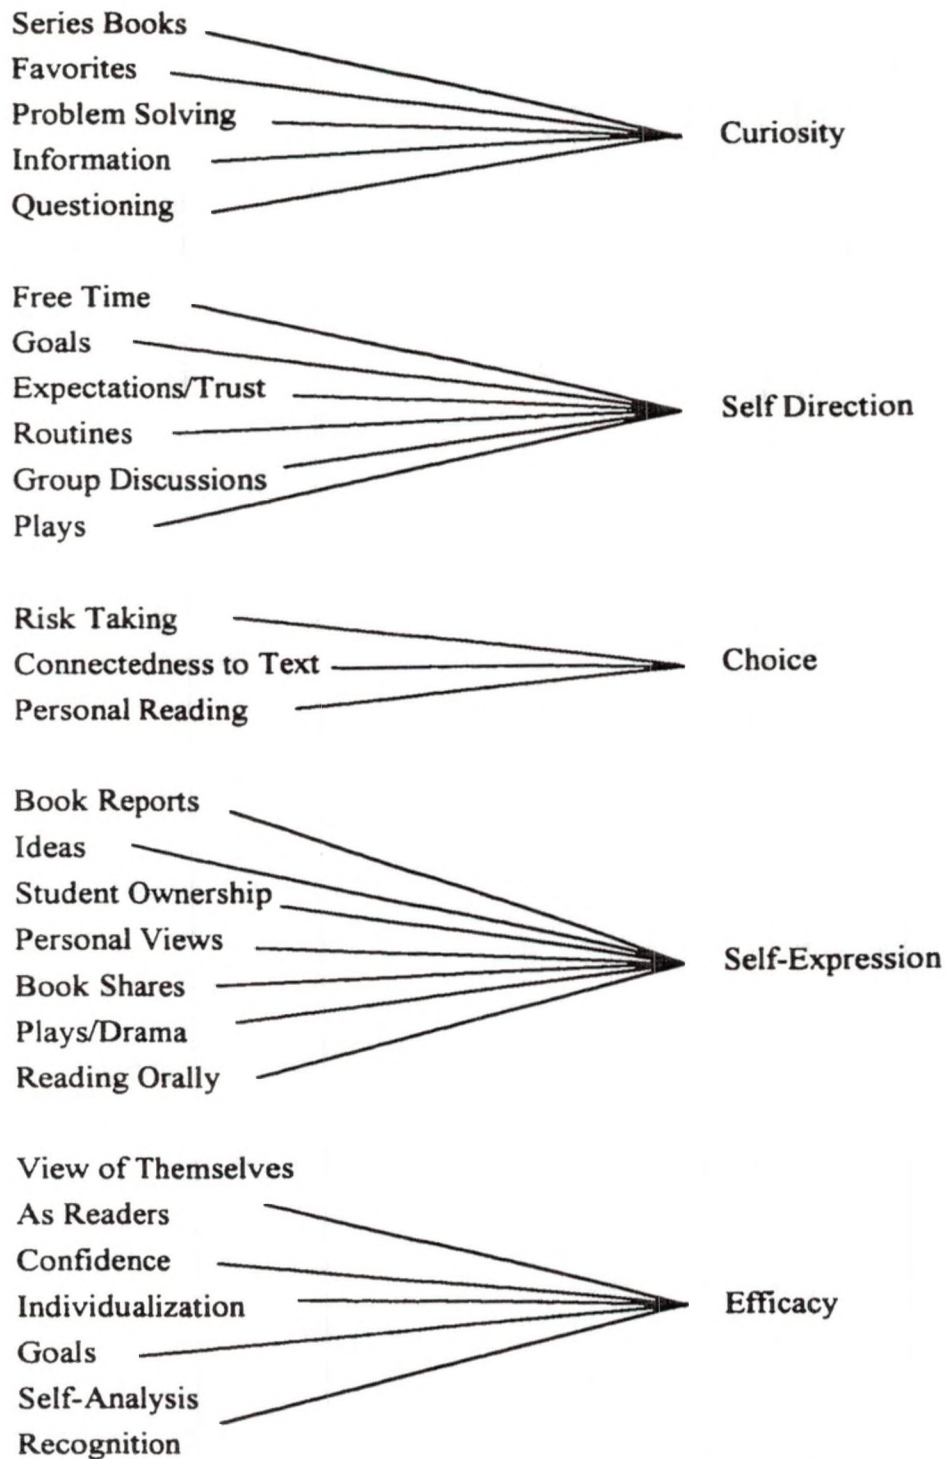 Series Books
Favorites
Problem Solving
Information
Questioning
Curiosity
Free Time
Goals
Expectations/Trust
Routines
Group Discussions
Plays
Self Direction
Risk Taking
Connectedness to Text
Personal Reading
Choice
Book Reports
Ideas
Student Ownership
Personal Views
Book Shares
Plays/Drama
Reading Orally
Self-Expression
View of Themselves
As Readers
Confidence
Individualization
Goals
Self-Analysis
Recognition
Efficacy